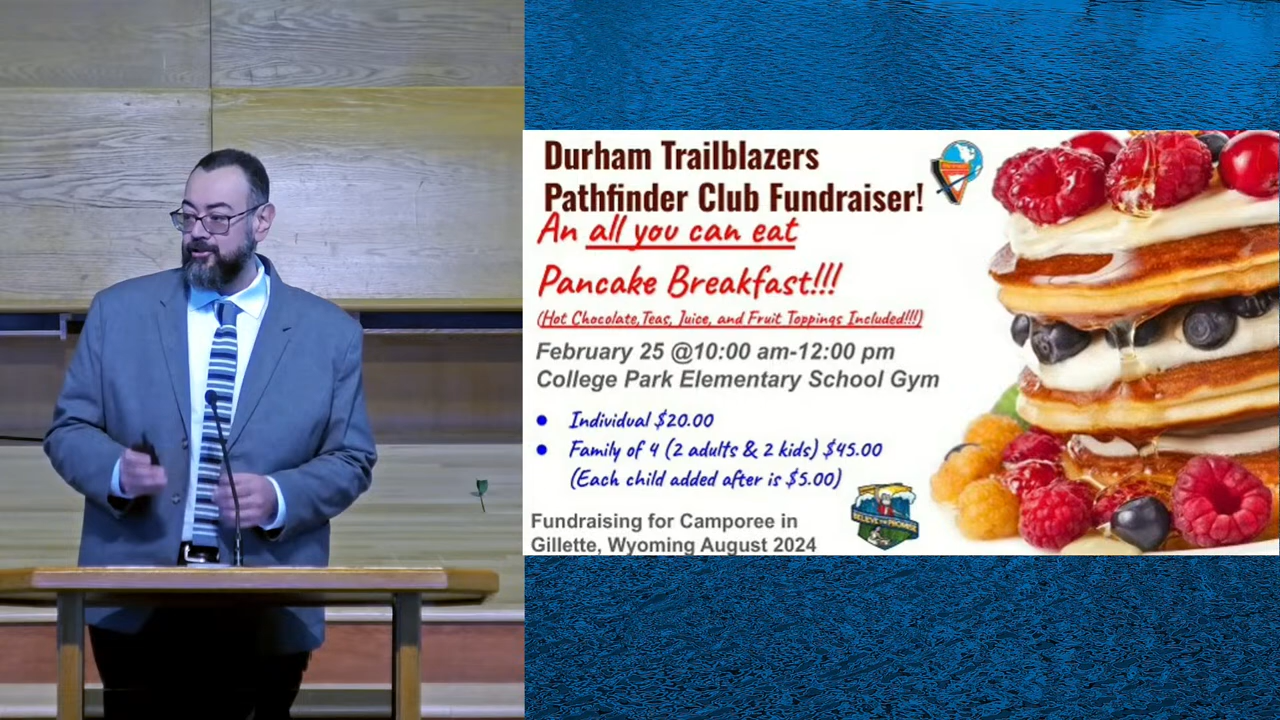 Durham Trailblazers
Pathfinder Club Fundraiser!
An all you can eat
Pancake Breakfast!!!
(Hot Chocolate,Teas, Juice, and Fruit Toppings Included!!!)
February 25 @10:00 am-12:00 pm
College Park Elementary School Gym
● Individual $20.00
● Family of 4 (2 adults & 2 kids) $45.00
(Each child added after is $5.00)
BELIEVE THE PROMISE
Fundraising for Camporee in
Gillette, Wyoming August 2024